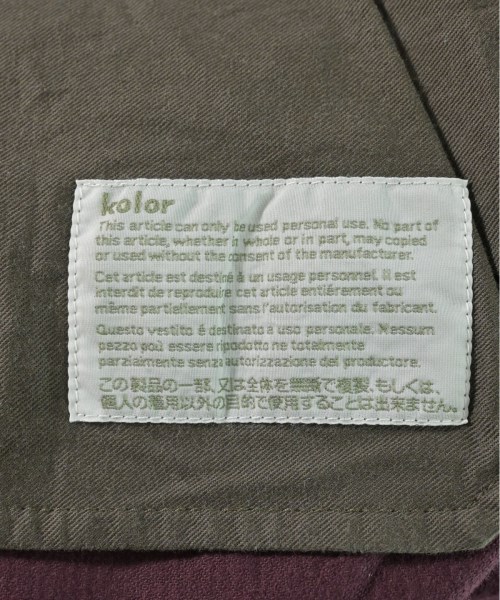 kolor
This article can only be used personal use. No part of
this article, whether in whole or in part, may copied
or used without the consent of the manufacturer.
Cet article est destiné à un usage personnel. Il est
interdit de reproduire cet article entiérement ou
même partiellement sans l'autorisation du fabricant.
Questo vestito é destinato a uso personale. Nessun
pezzo poù essere ripodotto ne totalmente
parzialmente senza autorizzazione del productore.
この製品の一部、又は全体を無断で複製、もしくは、
個人の着用以外の目的で使用することは出来ません。